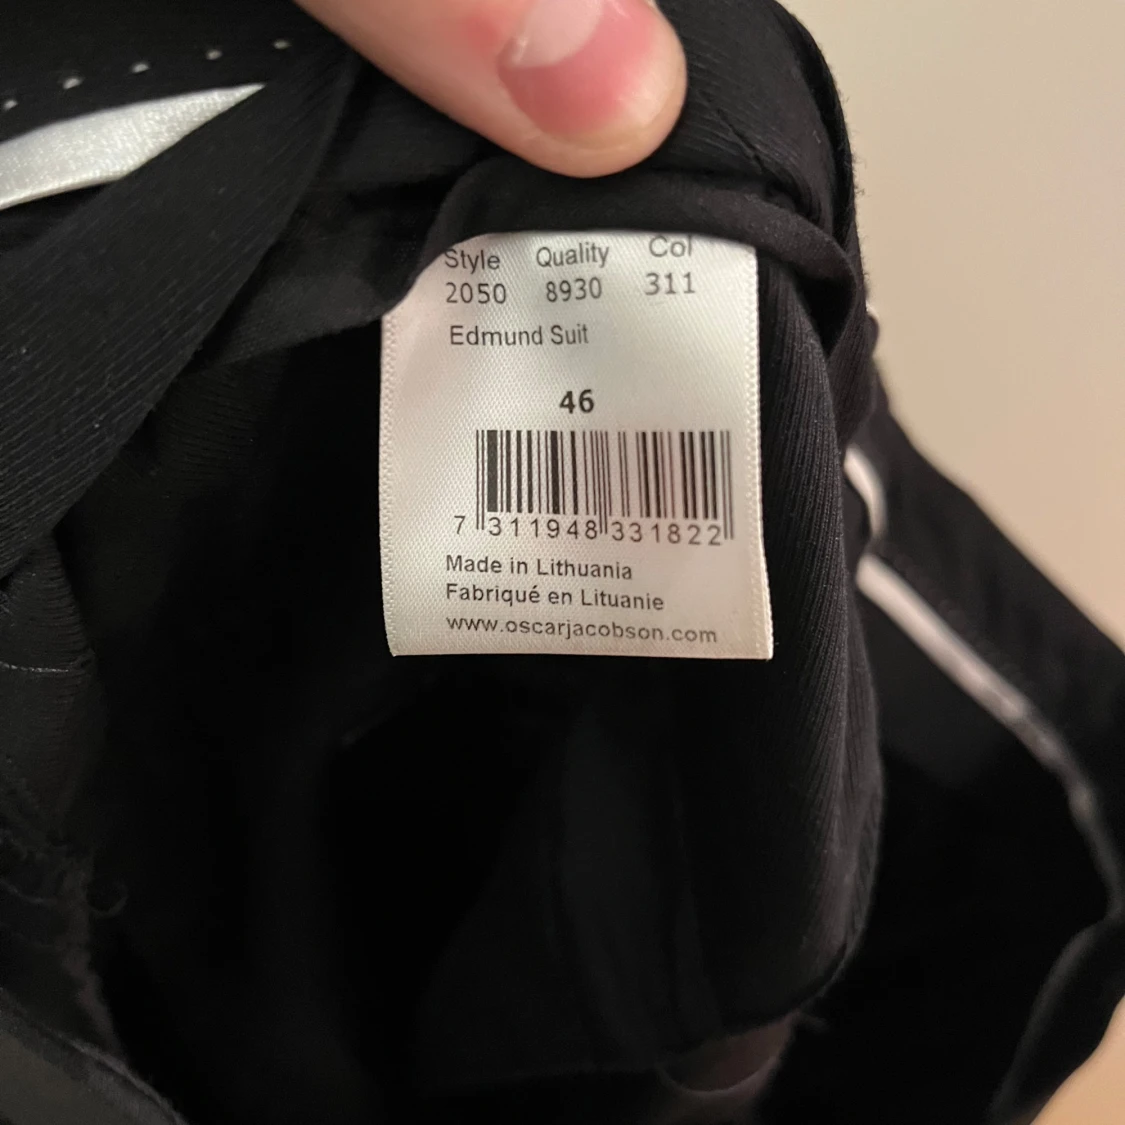 Style Quality Col
2050 8930 311
Edmund Suit
46
7 311948 331822
Made in Lithuania
Fabriqué en Lituanie
www.oscarjacobson.com